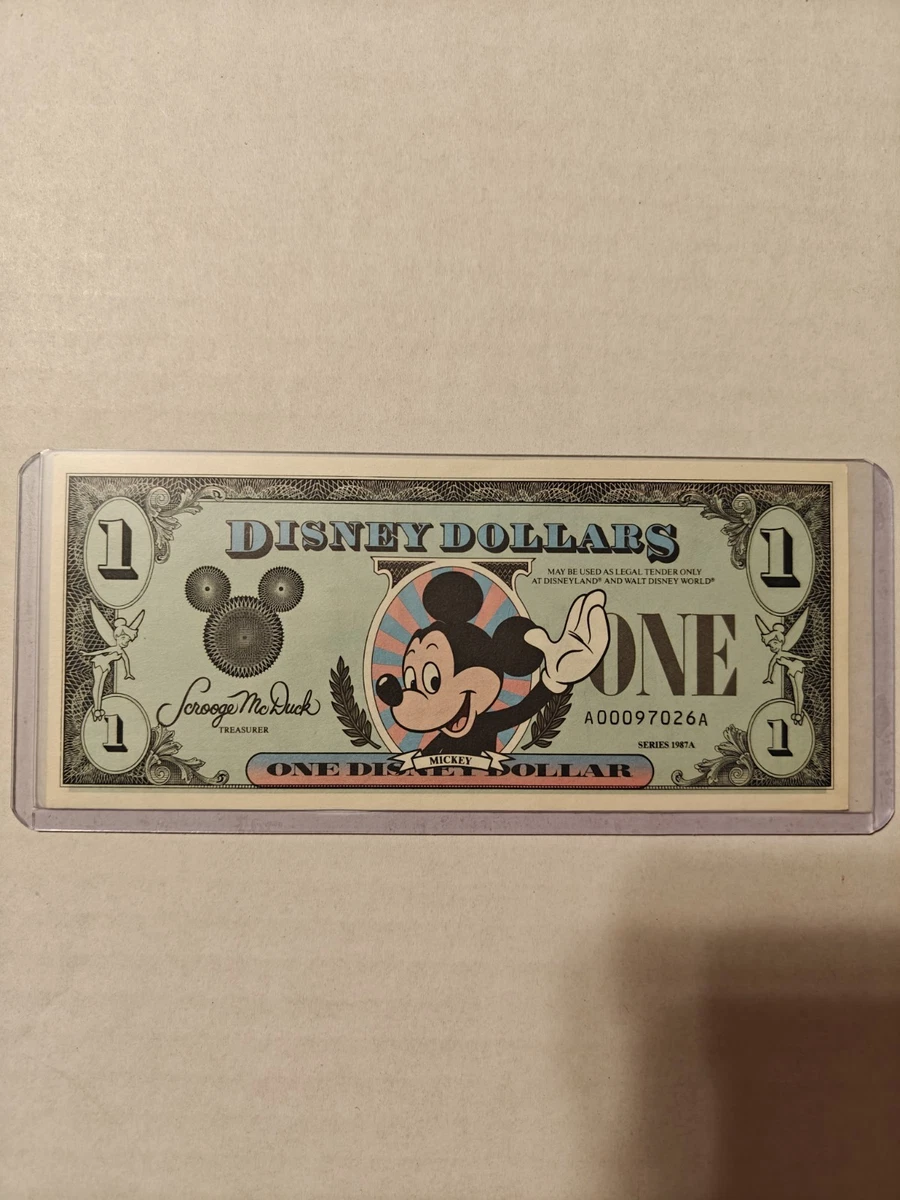 1
DISNEY DOLLARS
1
MAY BE USED AS LEGAL TENDER ONLY
AT DISNEYLAND® AND WALT DISNEY WORLD®
ONE
Scrooge McDuck
TREASURER
A00097026A
SERIES 1987A
1
MICKEY
1
ONE DISNEY DOLLAR